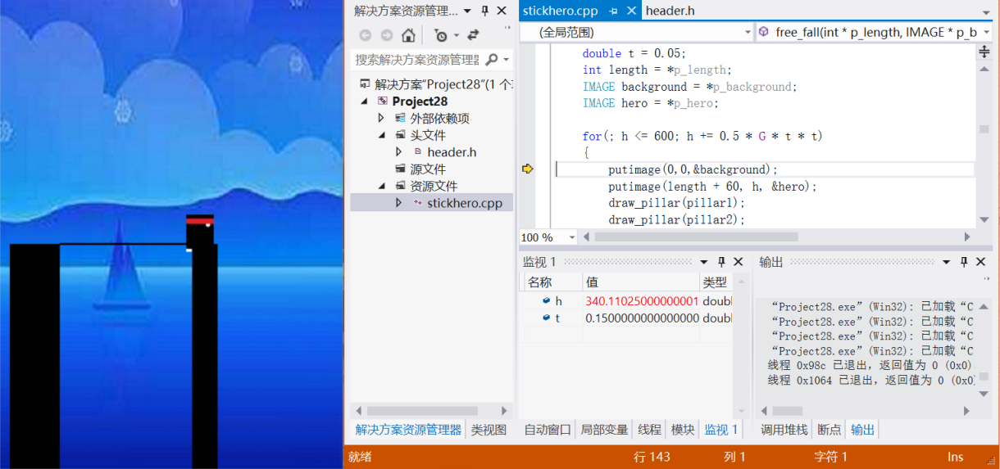 解决方案资源管理...
搜索解决方案资源管理器
解决方案"Project28"(1 个
Project28
外部依赖项
头文件
header.h
源文件
资源文件
stickhero.cpp
解决方案资源管理器 类视图
stickhero.cpp header.h
(全局范围) free_fall(int * p_length, IMAGE * p_b
double t = 0.05;
int length = *p_length;
IMAGE background = *p_background;
IMAGE hero = *p_hero;
for(; h <= 600; h += 0.5 * G * t * t)
{
putimage(0,0,&background);
putimage(length + 60, h, &hero);
draw_pillar(pillar1);
draw_pillar(pillar2);
100 %
监视 1
名称 值 类型
h 340.11025000000001 doubl
t 0.1500000000000000 doubl
自动窗口 局部变量 线程 模块 监视 1
输出
“Project28.exe”(Win32): 已加载“C
“Project28.exe”(Win32): 已加载“C
“Project28.exe”(Win32): 已加载“C
“Project28.exe”(Win32): 已加载“C
线程 0x98c 已退出，返回值为 0 (0x0)
线程 0x1064 已退出，返回值为 0 (0x0)
调用堆栈 断点 输出
就绪 行 143 列 1 字符 1 Ins